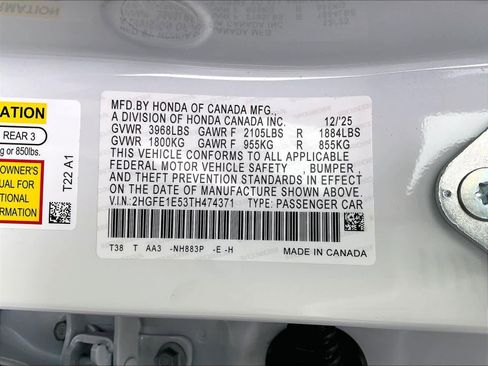 MFD.BY HONDA OF CANADA MFG.,
A DIVISION OF HONDA CANADA INC. 12/'25
GVWR 3968LBS GAWR F 2105LBS R 1884LBS
GVWR 1800KG GAWR F 955KG R 855KG
THIS VEHICLE CONFORMS TO ALL APPLICABLE
FEDERAL MOTOR VEHICLE SAFETY , BUMPER
AND THEFT PREVENTION STANDARDS IN EFFECT
ON THE DATE OF MANUFACTURE SHOWN ABOVE.
V.I.N.:2HGFE1E53TH474371 TYPE: PASSENGER CAR
T38 T AA3 -NH883P -E -H
MADE IN CANADA
ATION
REAR 3
g or 850lbs.
OWNER'S
UAL FOR
ITIONAL
RMATION
T22 A1